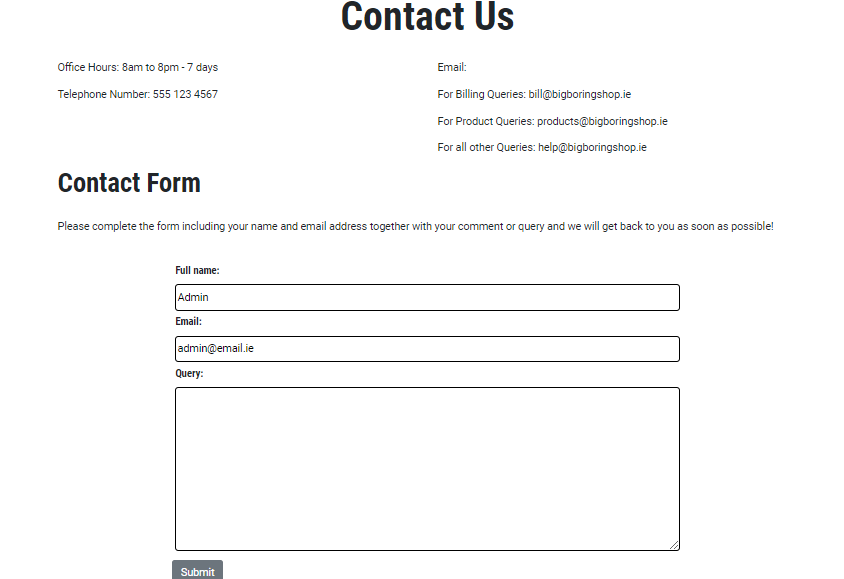 Contact Us
Office Hours: 8am to 8pm - 7 days
Telephone Number: 555 123 4567
Email:
For Billing Queries: bill@bigboringshop.ie
For Product Queries: products@bigboringshop.ie
For all other Queries: help@bigboringshop.ie
Contact Form
Please complete the form including your name and email address together with your comment or query and we will get back to you as soon as possible!
Full name:
Admin
Email:
admin@email.ie
Query:
Submit